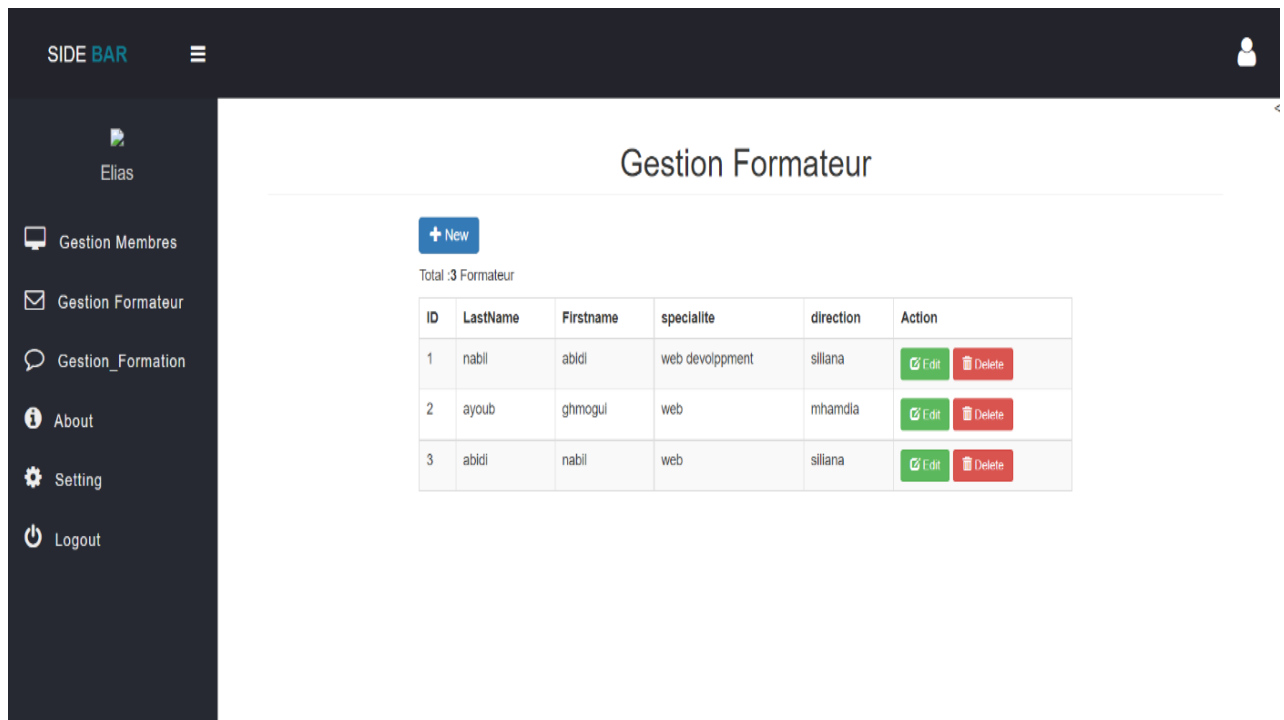 SIDE BAR
Elias
Gestion Membres
Gestion Formateur
Gestion_Formation
About
Setting
Logout
Gestion Formateur
New
Total :3 Formateur
ID LastName Firstname specialite direction Action
1 nabil abidi web devolppment siliana Edit Delete
2 ayoub ghmogui web mhamdia Edit Delete
3 abidi nabil web siliana Edit Delete
<